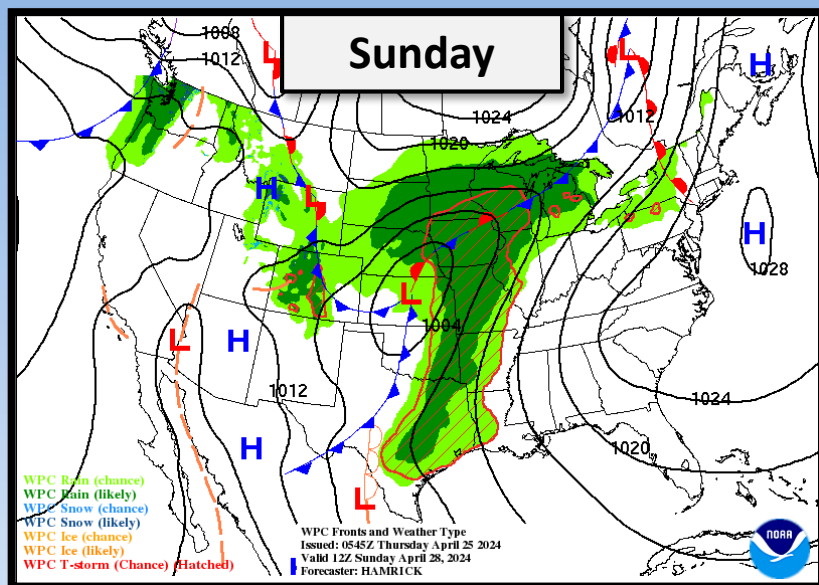 Sunday
1008
1012
L
L
H
1024
1012
1020
H
L
H
1028
L
1004
L
H
1012
1024
H
1020
L
WPC Rain (chance)
WPC Rain (likely)
WPC Snow (chance)
WPC Snow (likely)
WPC Ice (chance)
WPC Ice (likely)
WPC T-storm (Chance) (Hatched)
WPC Fronts and Weather Type
Issued: 0545Z Thursday April 25 2024
Valid 12Z Sunday April 28, 2024
Forecaster: HAMRICK
NOAA